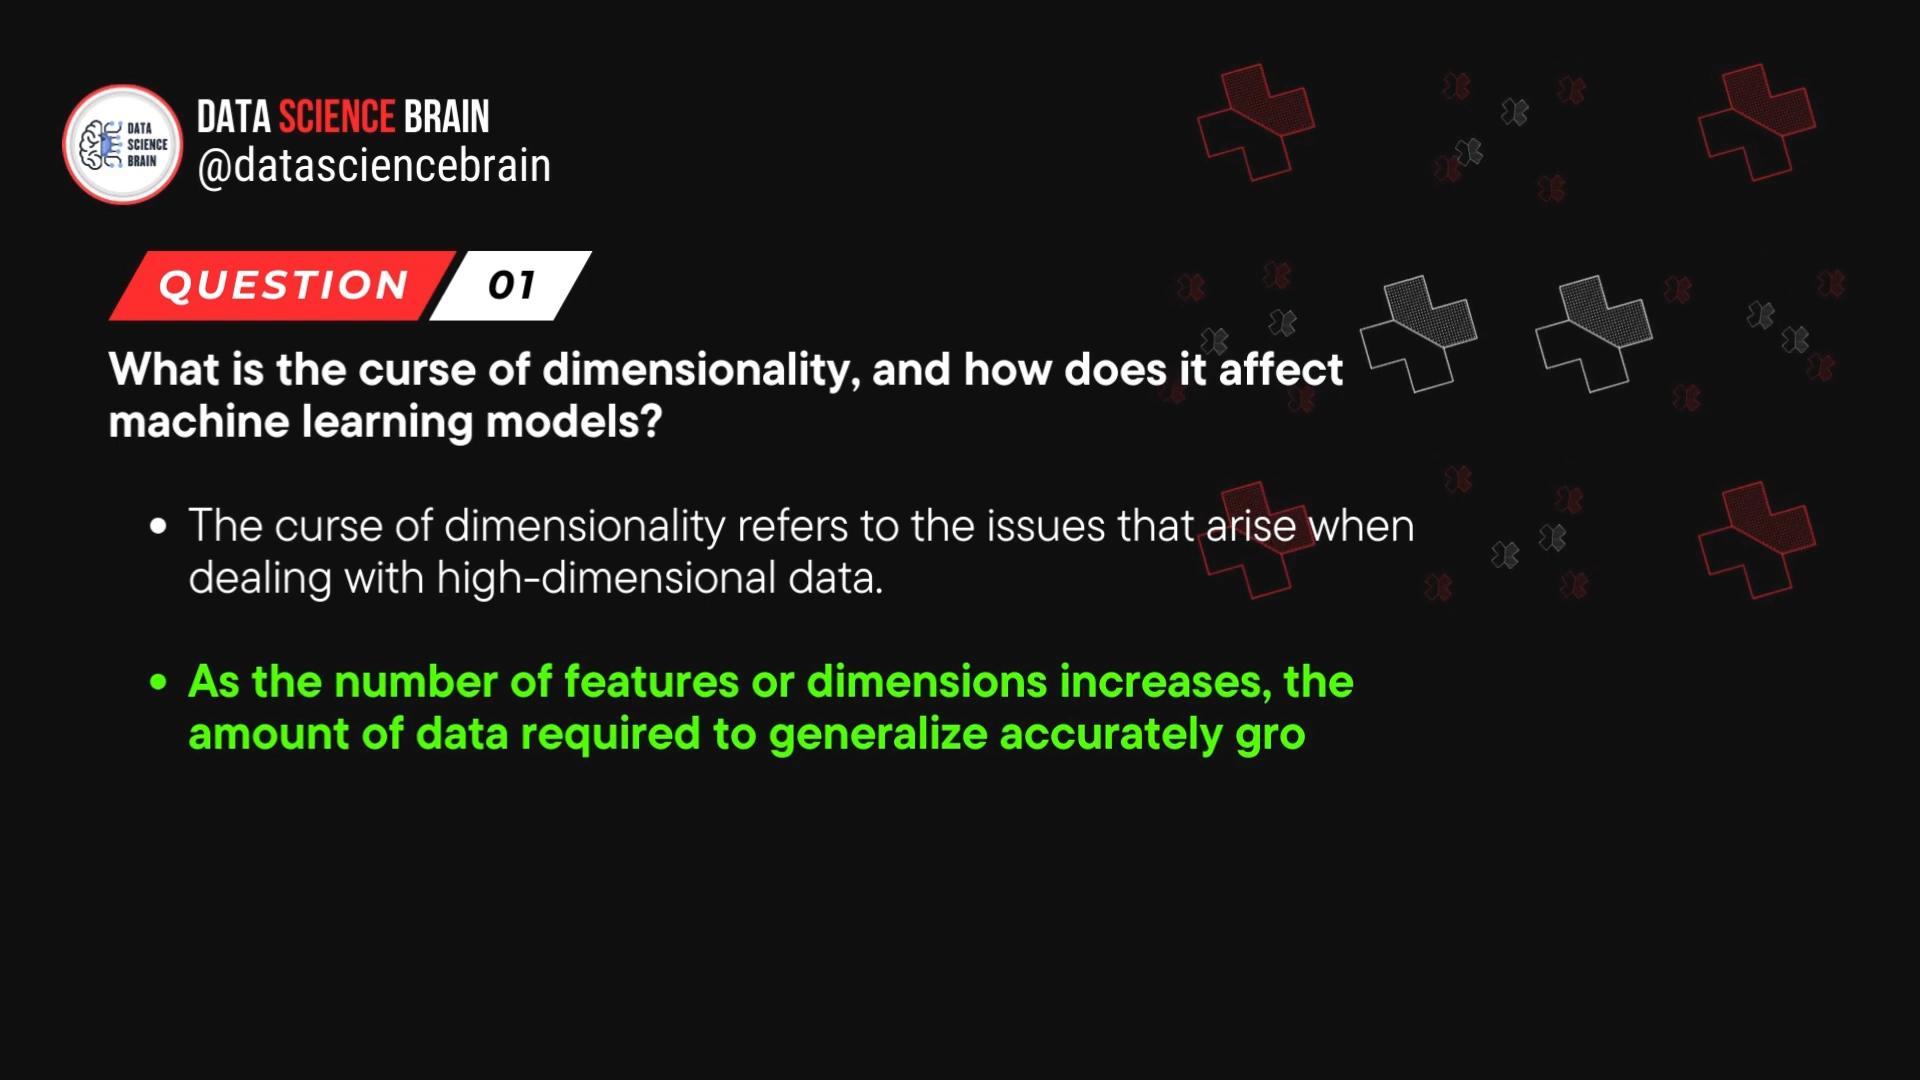 DATA
SCIENCE
BRAIN
DATA SCIENCE BRAIN
@datasciencebrain
QUESTION 01
What is the curse of dimensionality, and how does it affect
machine learning models?
• The curse of dimensionality refers to the issues that arise when
dealing with high-dimensional data.
• As the number of features or dimensions increases, the
amount of data required to generalize accurately gro